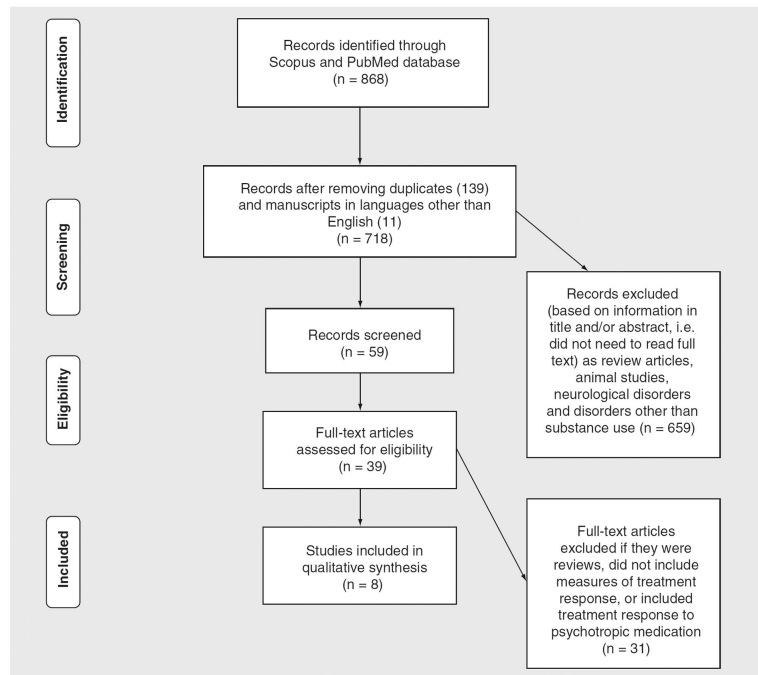 Identification
Records identified through
Scopus and PubMed database
(n = 868)
Screening
Records after removing duplicates (139)
and manuscripts in languages other than
English (11)
(n = 718)
Records excluded
(based on information in
title and/or abstract, i.e.
did not need to read full
text) as review articles,
animal studies,
neurological disorders
and disorders other than
substance use (n = 659)
Records screened
(n = 59)
Eligibility
Full-text articles
assessed for eligibility
(n = 39)
Full-text articles
excluded if they were
reviews, did not include
measures of treatment
response, or included
treatment response to
psychotropic medication
(n = 31)
Included
Studies included in
qualitative synthesis
(n = 8)